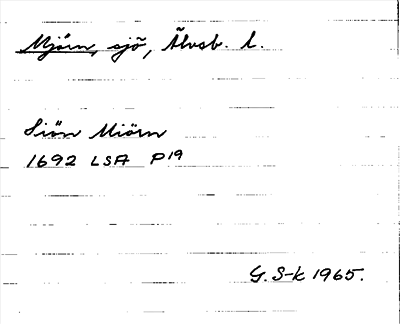 Mjörn, sjö, Älvsb. l.
Siön Miörn
1692 LSA P19
G. S-k 1965.